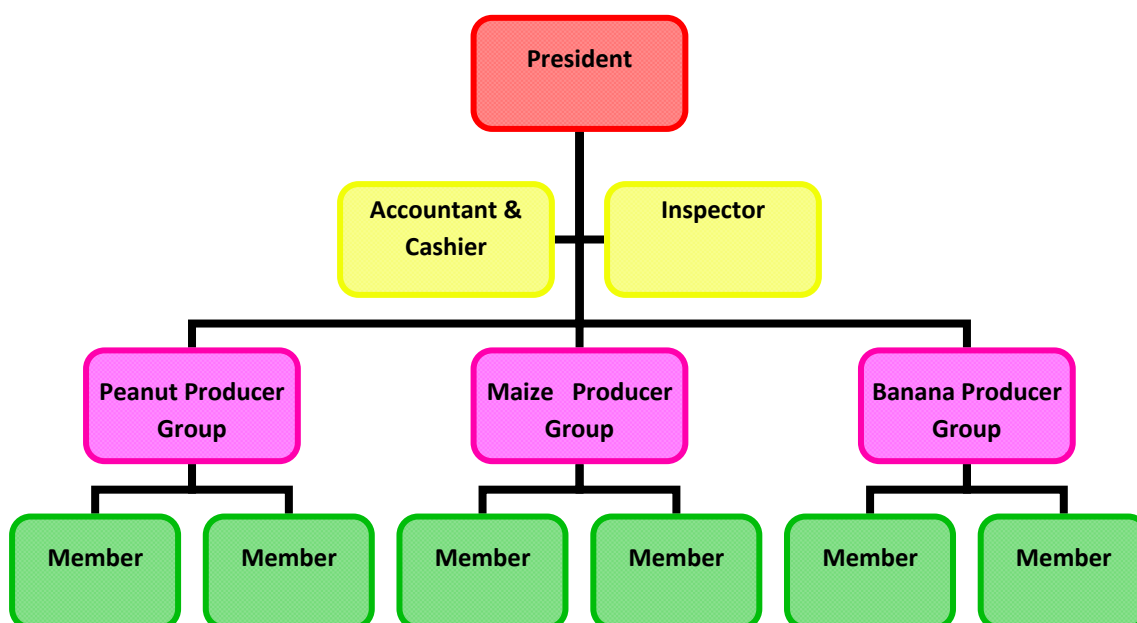 President
Accountant &
Cashier
Inspector
Peanut Producer
Group
Maize Producer
Group
Banana Producer
Group
Member
Member
Member
Member
Member
Member